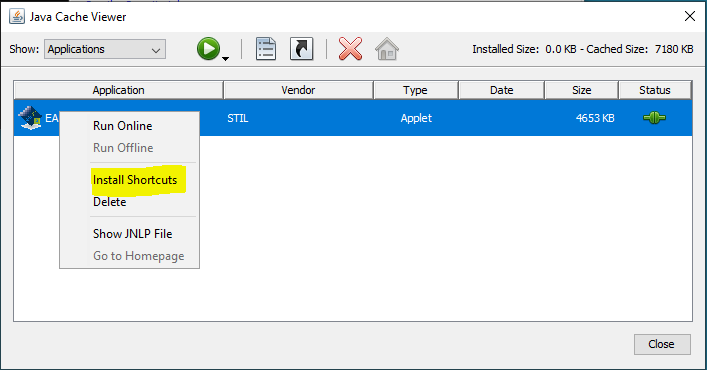 Java Cache Viewer
Show: Applications Installed Size: 0.0 KB - Cached Size: 7180 KB
Application Vendor Type Date Size Status
EA STIL Applet 4653 KB
Run Online
Run Offline
Install Shortcuts
Delete
Show JNLP File
Go to Homepage
Close